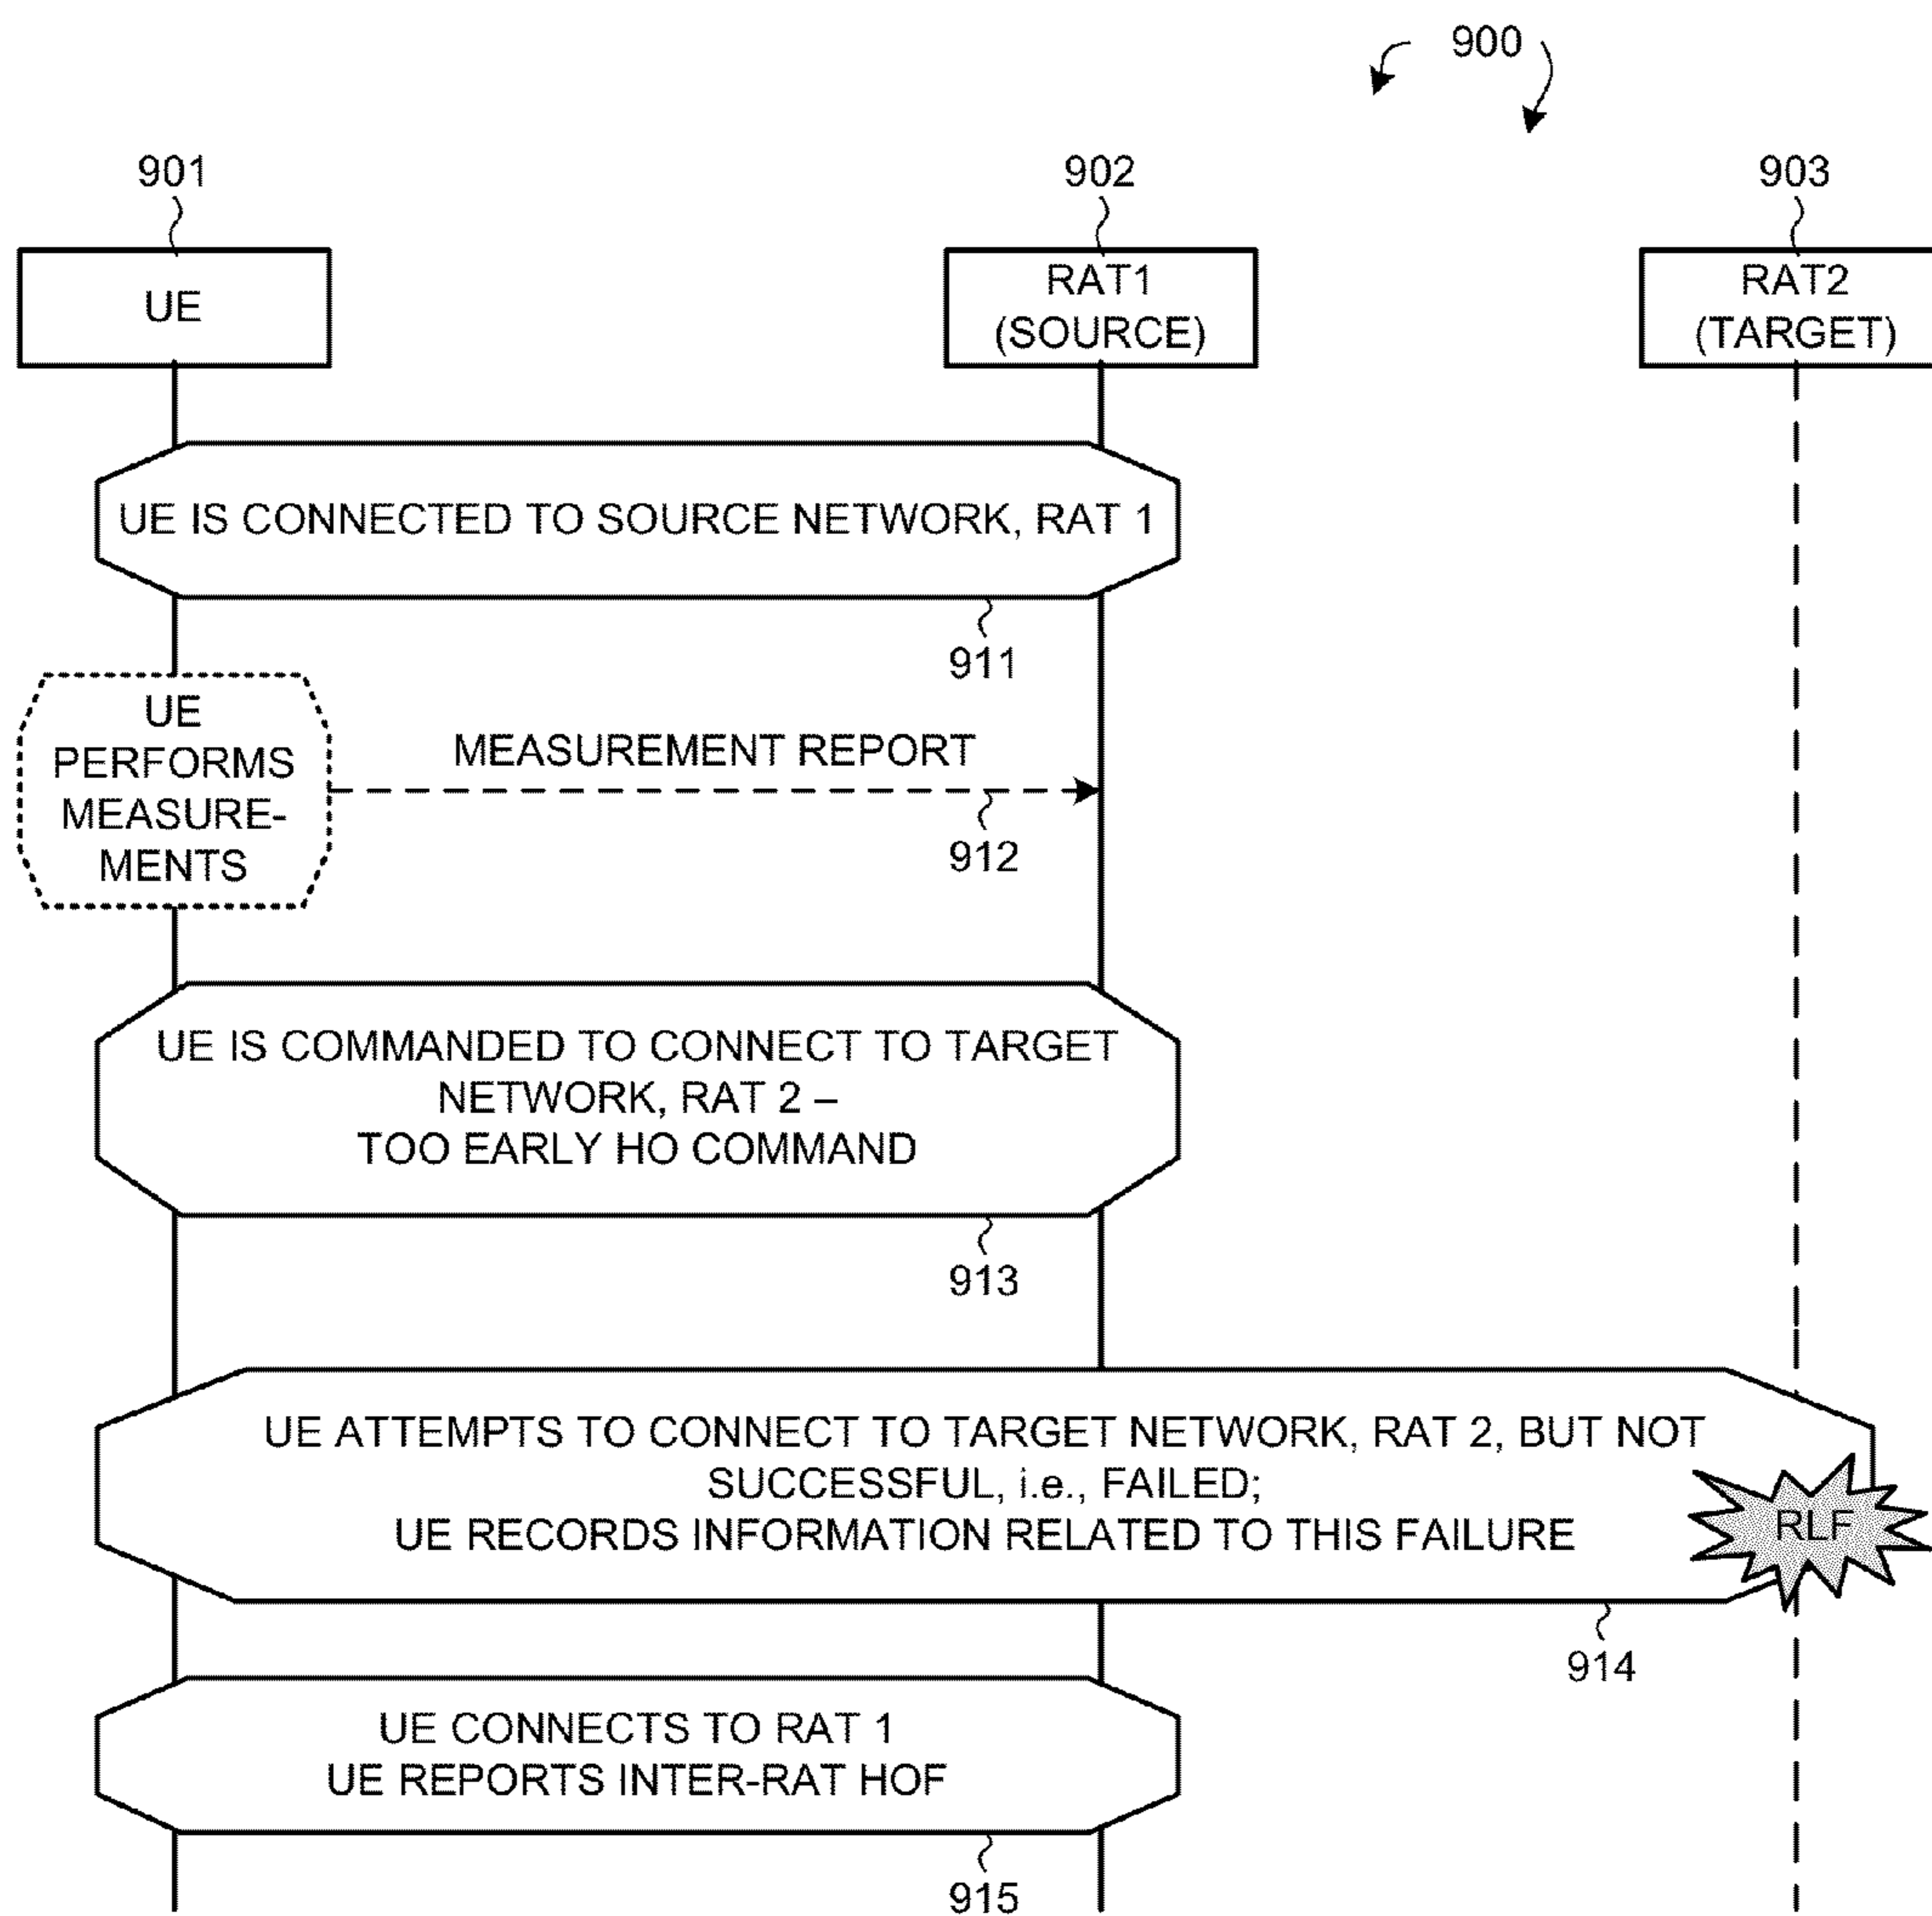 900
901
902
903
UE
RAT1
(SOURCE)
RAT2
(TARGET)
UE IS CONNECTED TO SOURCE NETWORK, RAT 1
911
UE
PERFORMS
MEASURE-
MENTS
MEASUREMENT REPORT
912
UE IS COMMANDED TO CONNECT TO TARGET
NETWORK, RAT 2 –
TOO EARLY HO COMMAND
913
UE ATTEMPTS TO CONNECT TO TARGET NETWORK, RAT 2, BUT NOT
SUCCESSFUL, i.e., FAILED;
UE RECORDS INFORMATION RELATED TO THIS FAILURE
RLF
914
UE CONNECTS TO RAT 1
UE REPORTS INTER-RAT HOF
915